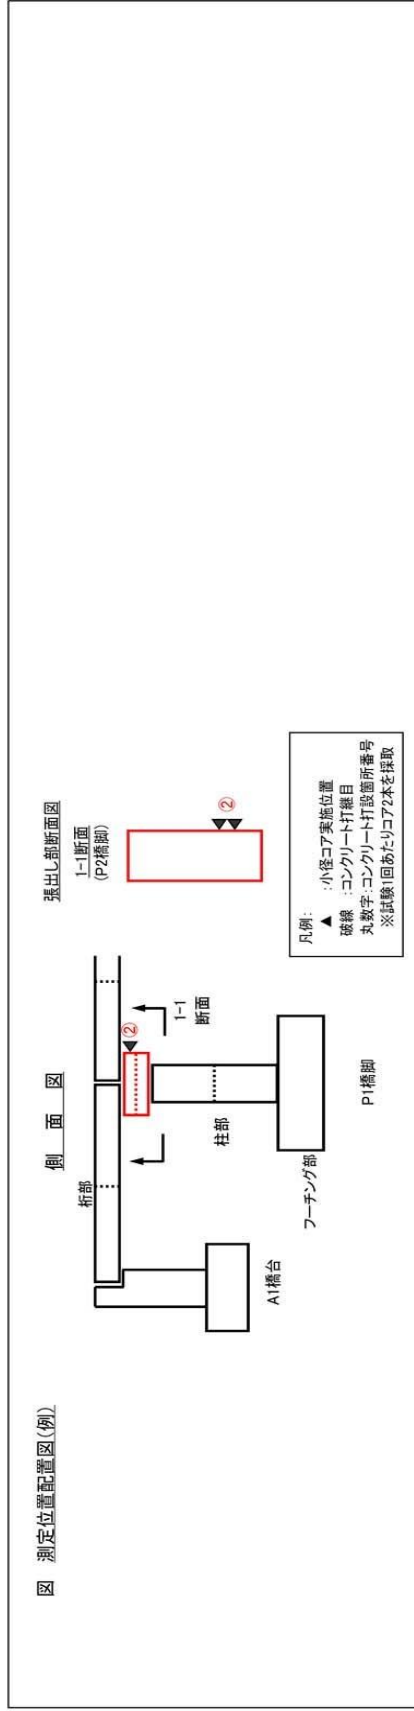 図　測定位置配置図(例)
側　面　図
桁部
②
1-1
断面
柱部
フーチング部
A1橋台
P1橋脚
張出し部断面図
1-1断面
(P2橋脚)
②
凡例:
▲　:小径コア実施位置
破線　:コンクリート打継目
丸数字:コンクリート打設箇所番号
※試験1回あたりコア2本を採取